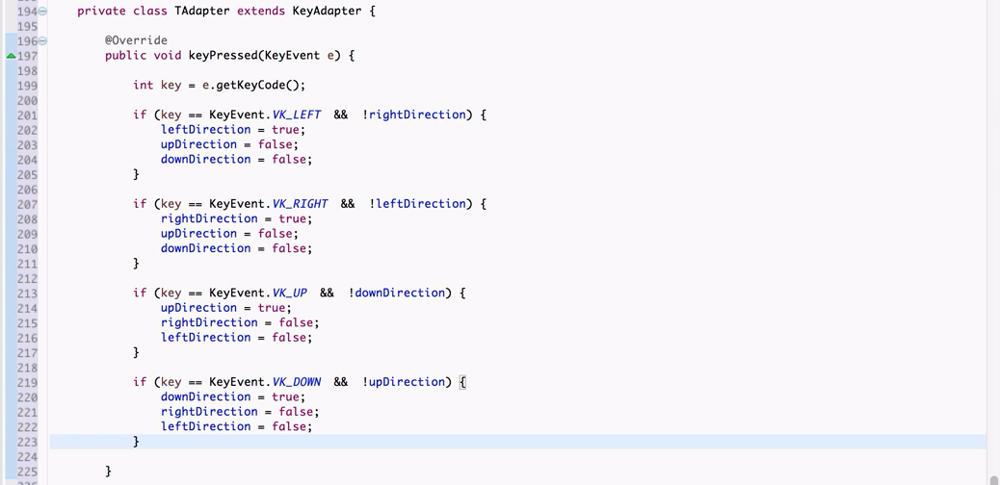 194 private class TAdapter extends KeyAdapter {
195
196 @Override
197 public void keyPressed(KeyEvent e) {
198
199 int key = e.getKeyCode();
200
201 if (key == KeyEvent.VK_LEFT && !rightDirection) {
202 leftDirection = true;
203 upDirection = false;
204 downDirection = false;
205 }
206
207 if (key == KeyEvent.VK_RIGHT && !leftDirection) {
208 rightDirection = true;
209 upDirection = false;
210 downDirection = false;
211 }
212
213 if (key == KeyEvent.VK_UP && !downDirection) {
214 upDirection = true;
215 rightDirection = false;
216 leftDirection = false;
217 }
218
219 if (key == KeyEvent.VK_DOWN && !upDirection) {
220 downDirection = true;
221 rightDirection = false;
222 leftDirection = false;
223 }
224
225 }